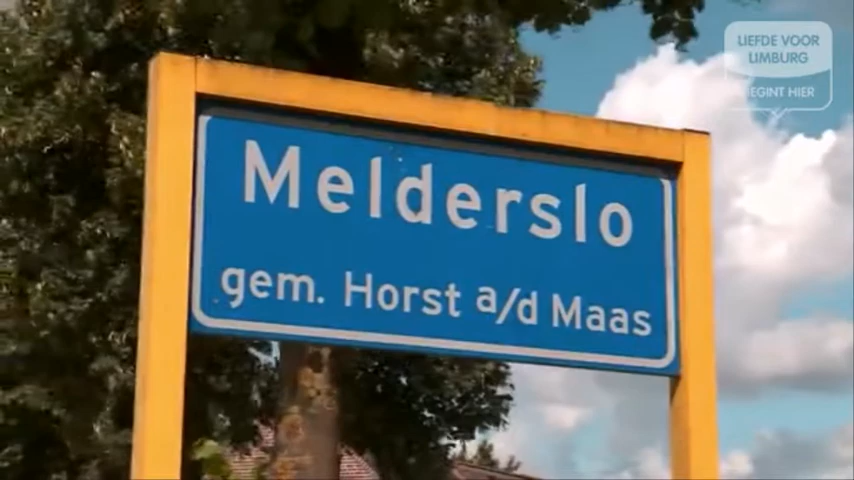 LIEFDE VOOR
LIMBURG
BEGINT HIER
Melderslo
gem. Horst a/d Maas